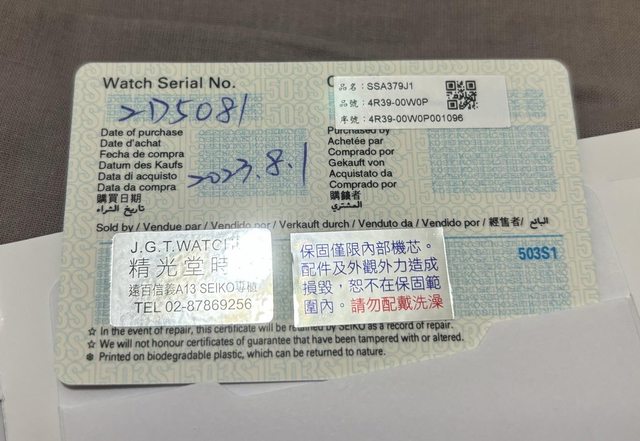 Watch Serial No.
2D5081
品名：SSA379J1
品號：4R39-00W0P
序號：4R39-00W0P001096
Date of purchase
Date d'achat
Fecha de compra
Datum des Kaufs
Data di acquisto
Data da compra
購買日期
تاريخ الشراء
2023.8.1
Purchased by
Achetée par
Comprado por
Gekauft von
Acquistato da
Comprado por
購錶者
المشتري
Sold by / Vendue par / Vendido por / Verkauft durch / Venduto da / Vendido por / 經售者/ البائع
J.G.T.WATCH
精光堂時
遠百信義A13 SEIKO專櫃
TEL 02-87869256
保固僅限內部機芯。
配件及外觀外力造成
損毀，恕不在保固範
圍內。請勿配戴洗澡
503S1
☆ In the event of repair, this certificate will be returned by SEIKO as a record of repair.
☆ We will not honour certificates of guarantee that have been tampered with or altered.
✽ Printed on biodegradable plastic, which can be returned to nature.